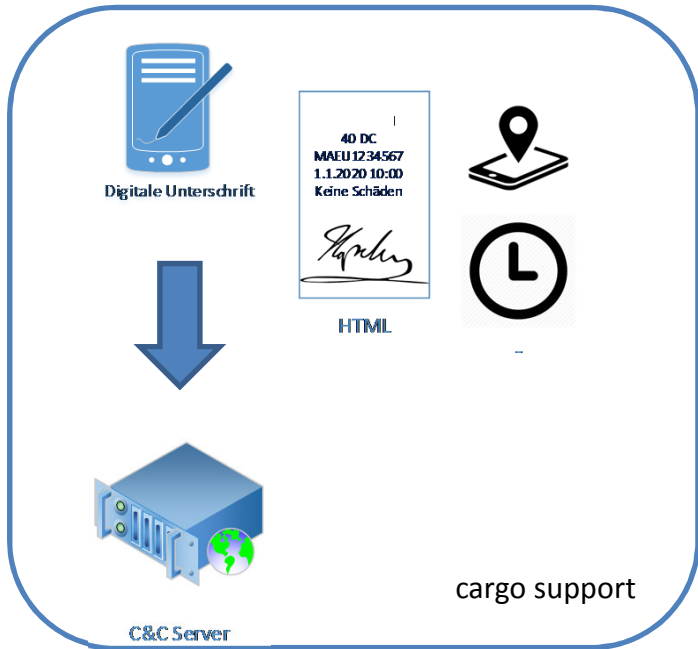 Digitale Unterschrift
40 DC
MAEU1234567
1.1.2020 10:00
Keine Schäden
HTML
cargo support
C&C Server